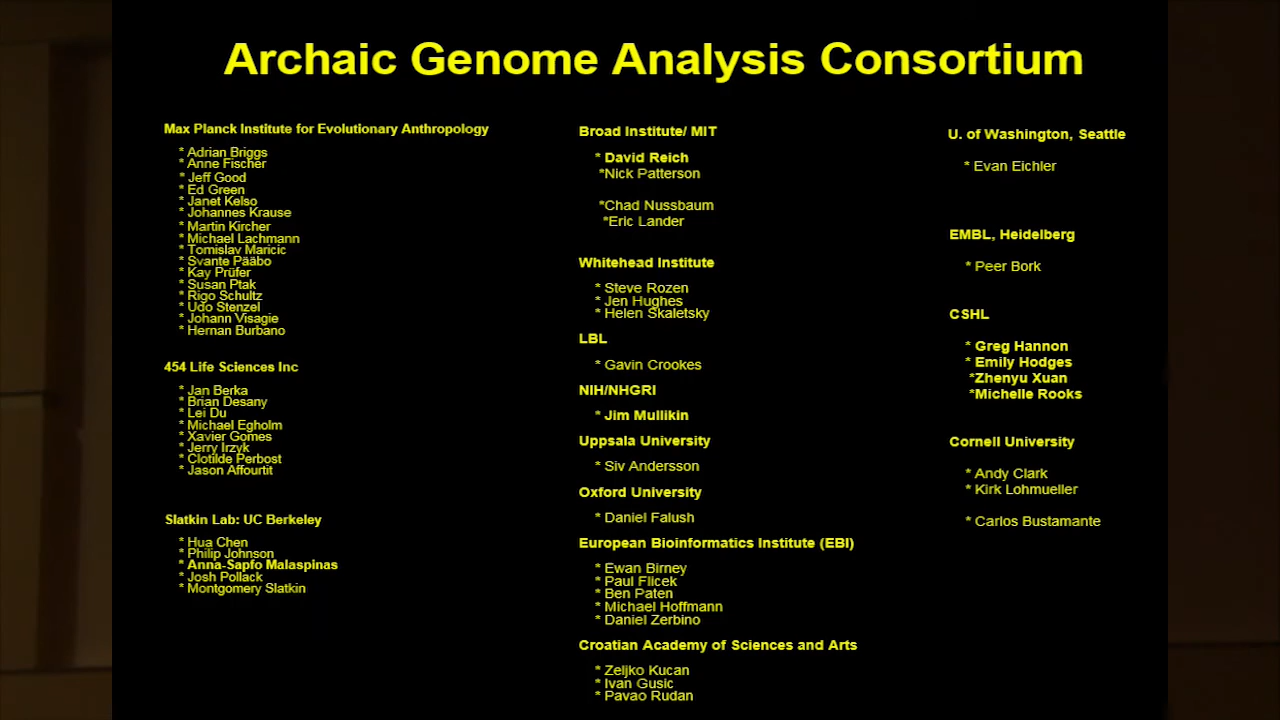 Archaic Genome Analysis Consortium
Max Planck Institute for Evolutionary Anthropology
* Adrian Briggs
* Anne Fischer
* Jeff Good
* Ed Green
* Janet Kelso
* Johannes Krause
* Martin Kircher
* Michael Lachmann
* Tomislav Maricic
* Svante Pääbo
* Kay Prüfer
* Susan Ptak
* Rigo Schultz
* Udo Stenzel
* Johann Visagie
* Hernan Burbano
454 Life Sciences Inc
* Jan Berka
* Brian Desany
* Lei Du
* Michael Egholm
* Xavier Gomes
* Jerry Irzyk
* Clotilde Perbost
* Jason Affourtit
Slatkin Lab: UC Berkeley
* Hua Chen
* Philip Johnson
* Anna-Sapfo Malaspinas
* Josh Pollack
* Montgomery Slatkin
Broad Institute/ MIT
* David Reich
*Nick Patterson
*Chad Nussbaum
*Eric Lander
Whitehead Institute
* Steve Rozen
* Jen Hughes
* Helen Skaletsky
LBL
* Gavin Crookes
NIH/NHGRI
* Jim Mullikin
Uppsala University
* Siv Andersson
Oxford University
* Daniel Falush
European Bioinformatics Institute (EBI)
* Ewan Birney
* Paul Flicek
* Ben Paten
* Michael Hoffmann
* Daniel Zerbino
Croatian Academy of Sciences and Arts
* Zeljko Kucan
* Ivan Gusic
* Pavao Rudan
U. of Washington, Seattle
* Evan Eichler
EMBL, Heidelberg
* Peer Bork
CSHL
* Greg Hannon
* Emily Hodges
*Zhenyu Xuan
*Michelle Rooks
Cornell University
* Andy Clark
* Kirk Lohmueller
* Carlos Bustamante